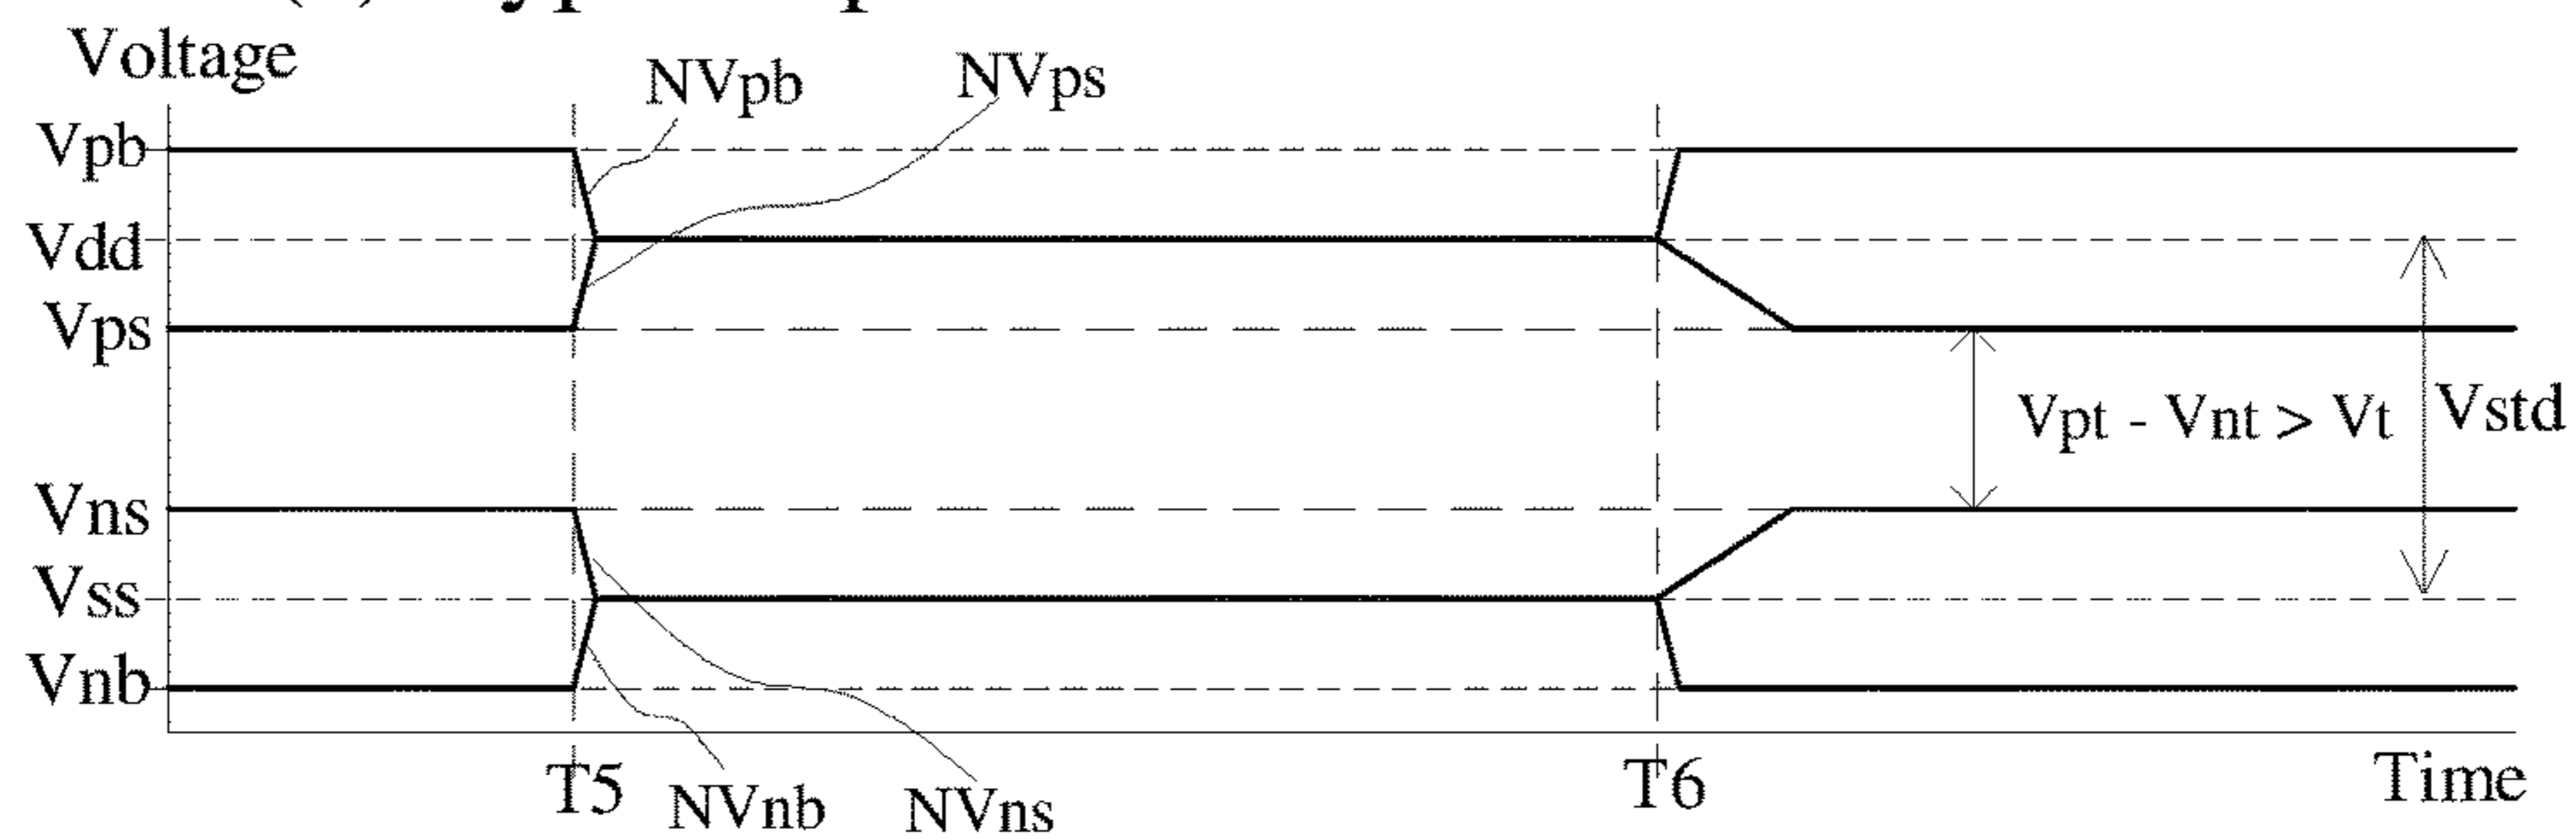 Voltage
NVpb
NVps
Vpb
Vdd
Vps
Vpt - Vnt > Vt
Vstd
Vns
Vss
Vnb
T5
NVnb
NVns
T6
Time